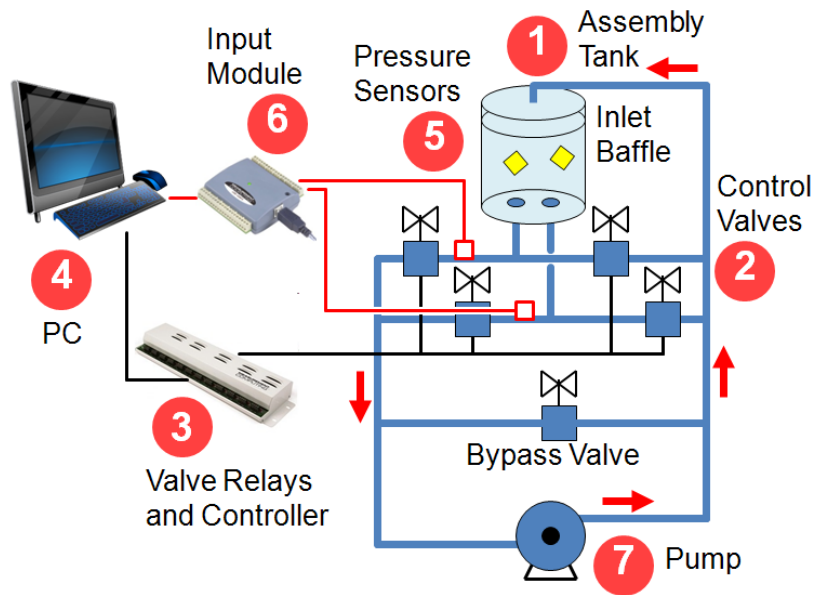 1
Assembly
Tank
Input
Module
6
Pressure
Sensors
5
Inlet
Baffle
Control
Valves
2
4
PC
3
Valve Relays
and Controller
Bypass Valve
7
Pump